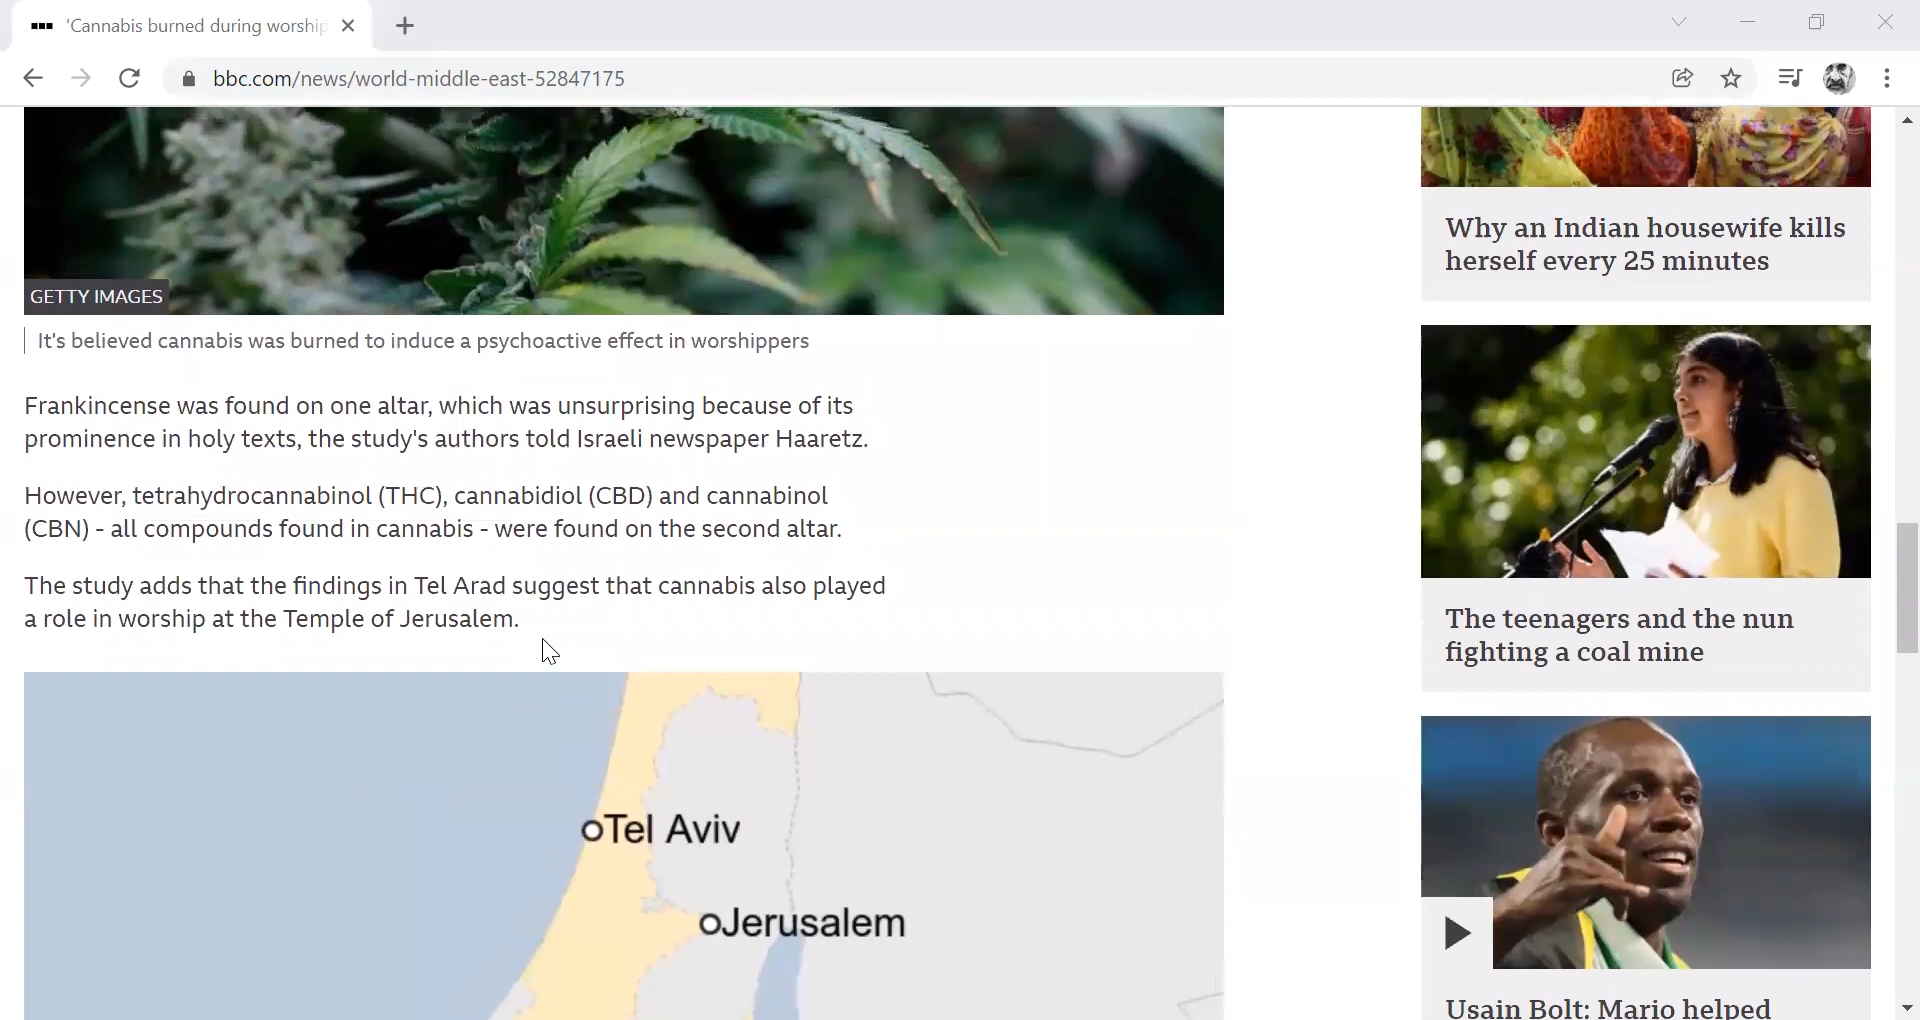 'Cannabis burned during worship
bbc.com/news/world-middle-east-52847175
GETTY IMAGES
It's believed cannabis was burned to induce a psychoactive effect in worshippers
Frankincense was found on one altar, which was unsurprising because of its
prominence in holy texts, the study's authors told Israeli newspaper Haaretz.
However, tetrahydrocannabinol (THC), cannabidiol (CBD) and cannabinol
(CBN) - all compounds found in cannabis - were found on the second altar.
The study adds that the findings in Tel Arad suggest that cannabis also played
a role in worship at the Temple of Jerusalem.
Tel Aviv
Jerusalem
Why an Indian housewife kills
herself every 25 minutes
The teenagers and the nun
fighting a coal mine
Usain Bolt: Mario helped